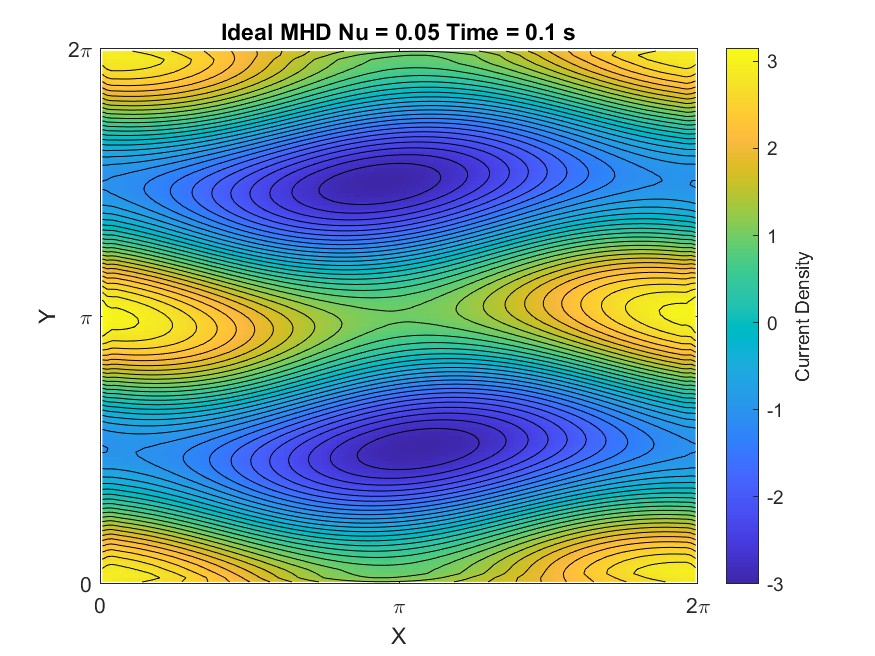 Ideal MHD Nu = 0.05 Time = 0.1 s
2π
π
0
Y
0
π
2π
X
3
2
1
0
-1
-2
-3
Current Density